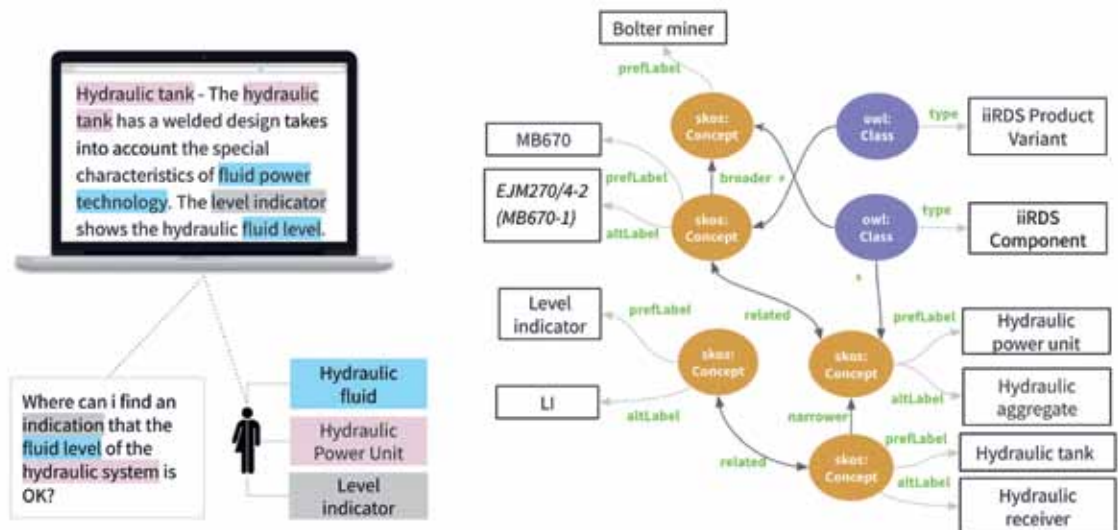 Hydraulic tank - The hydraulic
tank has a welded design takes
into account the special
characteristics of fluid power
technology. The level indicator
shows the hydraulic fluid level.
Where can i find an
indication that the
fluid level of the
hydraulic system is
OK?
Hydraulic
fluid
Hydraulic
Power Unit
Level
indicator
Bolter miner
prefLabel
skos:
Concept
owl:
Class
type
iiRDS Product
Variant
MB670
prefLabel
broader
EJM270/4-2
(MB670-1)
altLabel
skos:
Concept
owl:
Class
type
iiRDS
Component
Level
indicator
prefLabel
related
skos:
Concept
LI
altLabel
skos:
Concept
prefLabel
Hydraulic
power unit
altLabel
Hydraulic
aggregate
narrower
related
skos:
Concept
prefLabel
Hydraulic tank
altLabel
Hydraulic
receiver